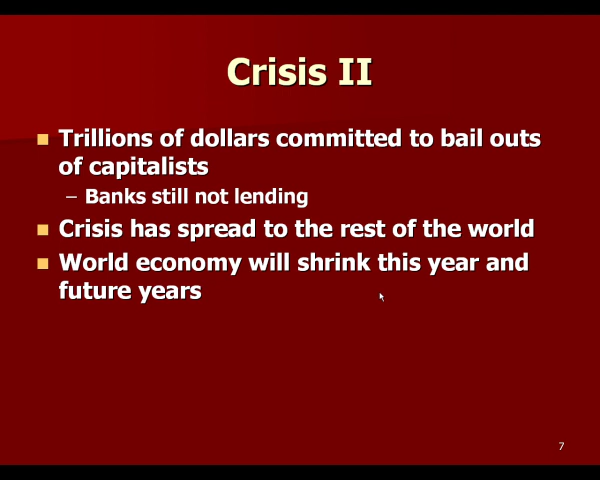 Crisis II
Trillions of dollars committed to bail outs
of capitalists
– Banks still not lending
Crisis has spread to the rest of the world
World economy will shrink this year and
future years
7